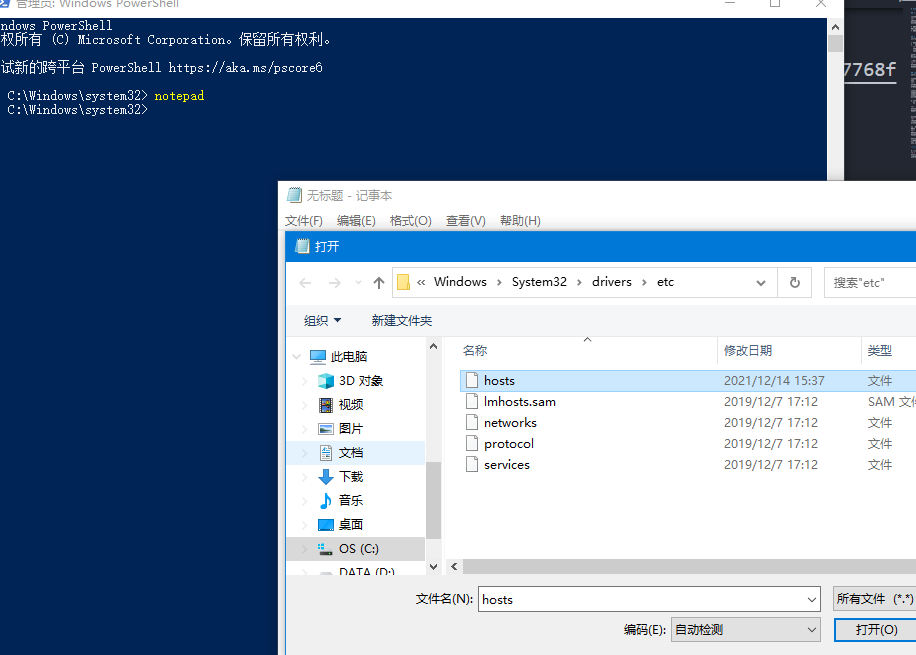 管理员: Windows PowerShell
ndows PowerShell
权所有 (C) Microsoft Corporation。保留所有权利。
试新的跨平台 PowerShell https://aka.ms/pscore6
C:\Windows\system32> notepad
C:\Windows\system32>
7768f
无标题 - 记事本
文件(F) 编辑(E) 格式(O) 查看(V) 帮助(H)
打开
« Windows › System32 › drivers › etc
搜索"etc"
组织 新建文件夹
名称 修改日期 类型
此电脑
3D 对象
视频
图片
文档
下载
音乐
桌面
OS (C:)
DATA (D:)
hosts 2021/12/14 15:37 文件
lmhosts.sam 2019/12/7 17:12 SAM 文件
networks 2019/12/7 17:12 文件
protocol 2019/12/7 17:12 文件
services 2019/12/7 17:12 文件
文件名(N): hosts 所有文件 (*.*)
编码(E): 自动检测 打开(O)